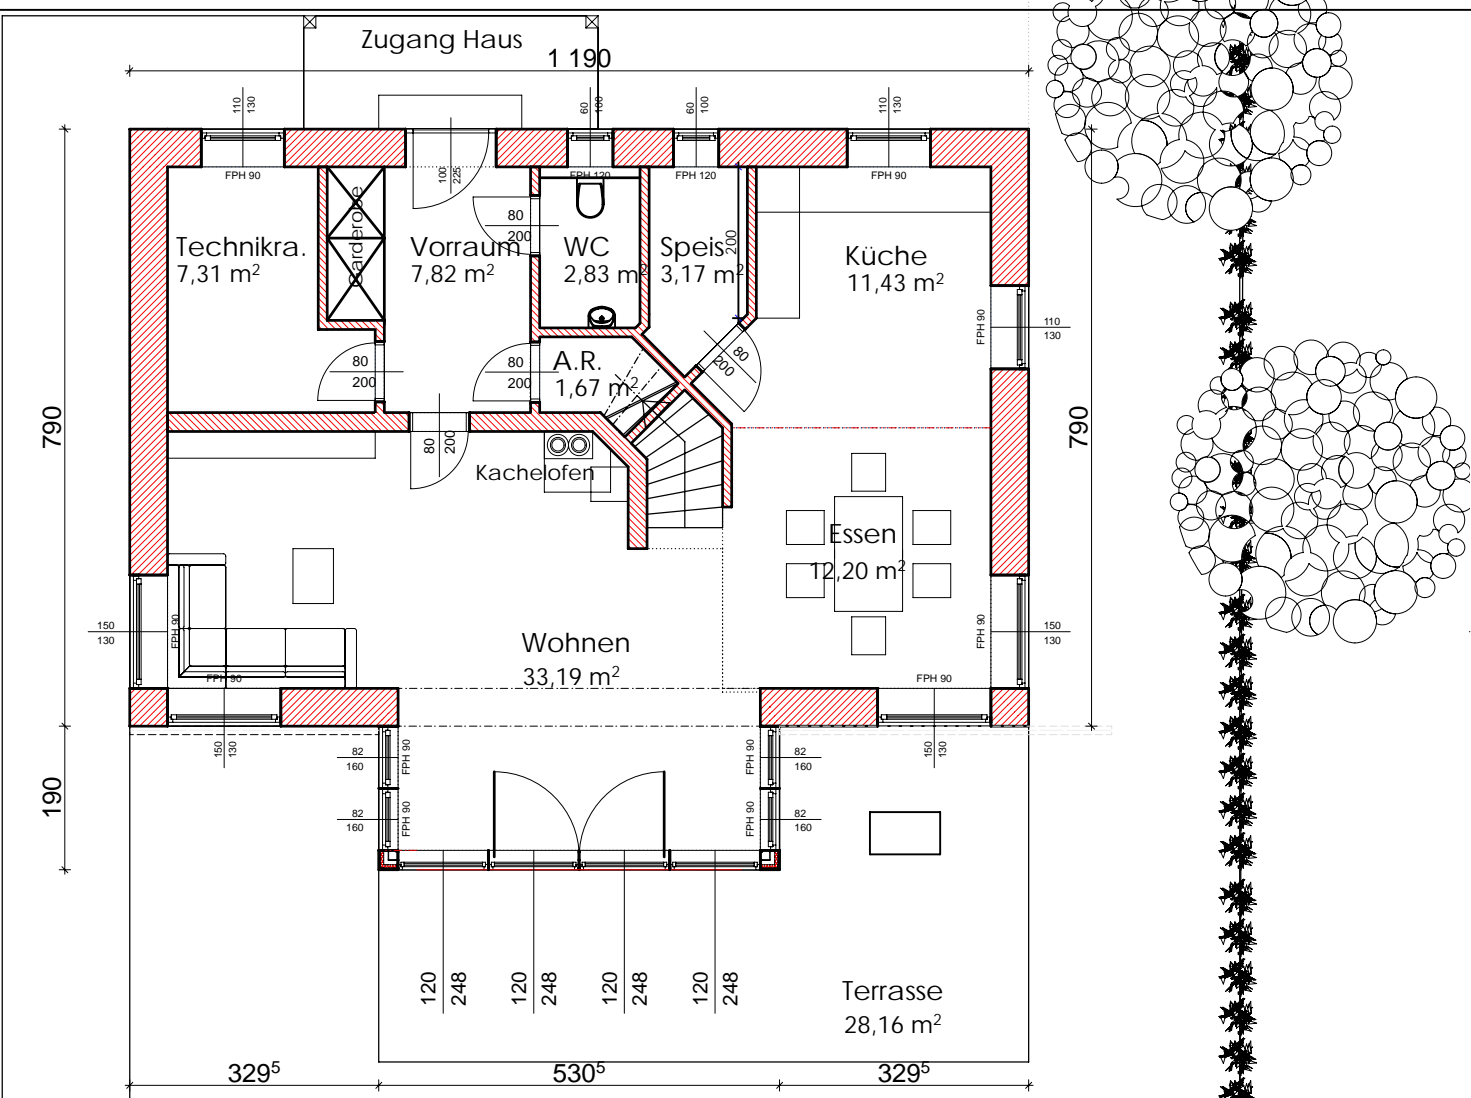 Zugang Haus
1 190
110
130
60
100
60
100
110
130
FPH 90
100
225
FPH 120
FPH 120
FPH 90
Garderobe
80
200
200
Technikra.
7,31 m²
Vorraum
7,82 m²
WC
2,83 m²
Speis
3,17 m²
Küche
11,43 m²
FPH 90
110
130
80
200
80
200
A.R.
1,67 m²
80
200
790
790
80
200
Kachelofen
Essen
12,20 m²
150
130
FPH 90
Wohnen
33,19 m²
FPH 90
150
130
FPH 90
FPH 90
150
130
82
160
FPH 90
FPH 90
82
160
150
130
190
82
160
FPH 90
FPH 90
82
160
120
248
120
248
120
248
120
248
Terrasse
28,16 m²
329⁵
530⁵
329⁵